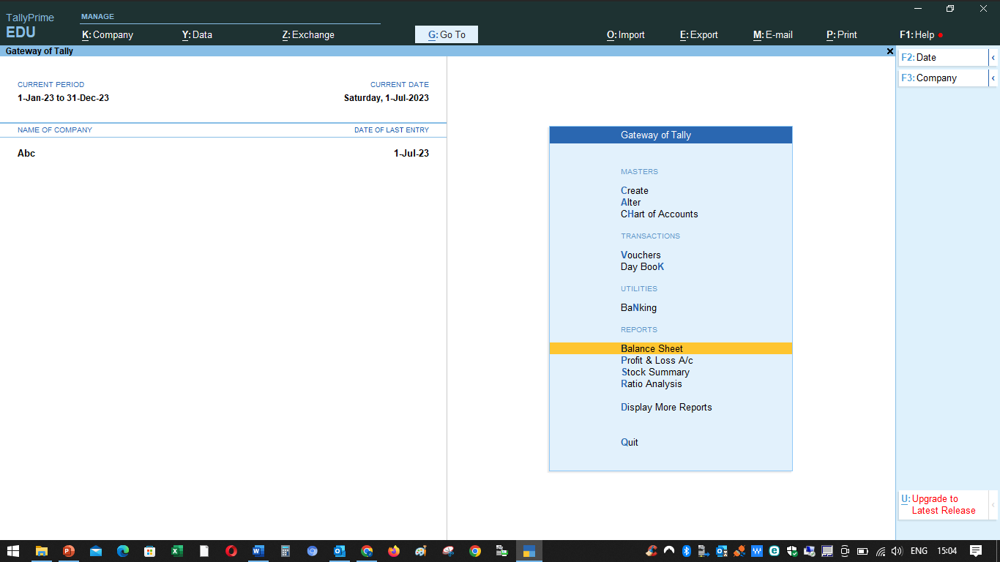 TallyPrime
EDU
MANAGE
K: Company
Y: Data
Z: Exchange
G: Go To
O: Import
E: Export
M: E-mail
P: Print
F1: Help
Gateway of Tally
F2: Date
F3: Company
CURRENT PERIOD
CURRENT DATE
1-Jan-23 to 31-Dec-23
Saturday, 1-Jul-2023
NAME OF COMPANY
DATE OF LAST ENTRY
Abc
1-Jul-23
Gateway of Tally
MASTERS
Create
Alter
CHart of Accounts
TRANSACTIONS
Vouchers
Day BooK
UTILITIES
BaNking
REPORTS
Balance Sheet
Profit & Loss A/c
Stock Summary
Ratio Analysis
Display More Reports
Quit
U: Upgrade to
Latest Release
ENG
15:04